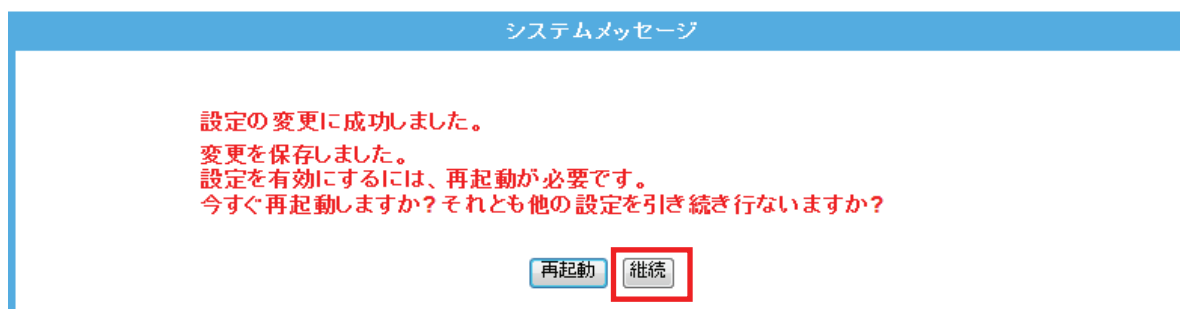 システムメッセージ
設定の変更に成功しました。
変更を保存しました。
設定を有効にするには、再起動が必要です。
今すぐ再起動しますか?それとも他の設定を引き続き行ないますか?
再起動 継続